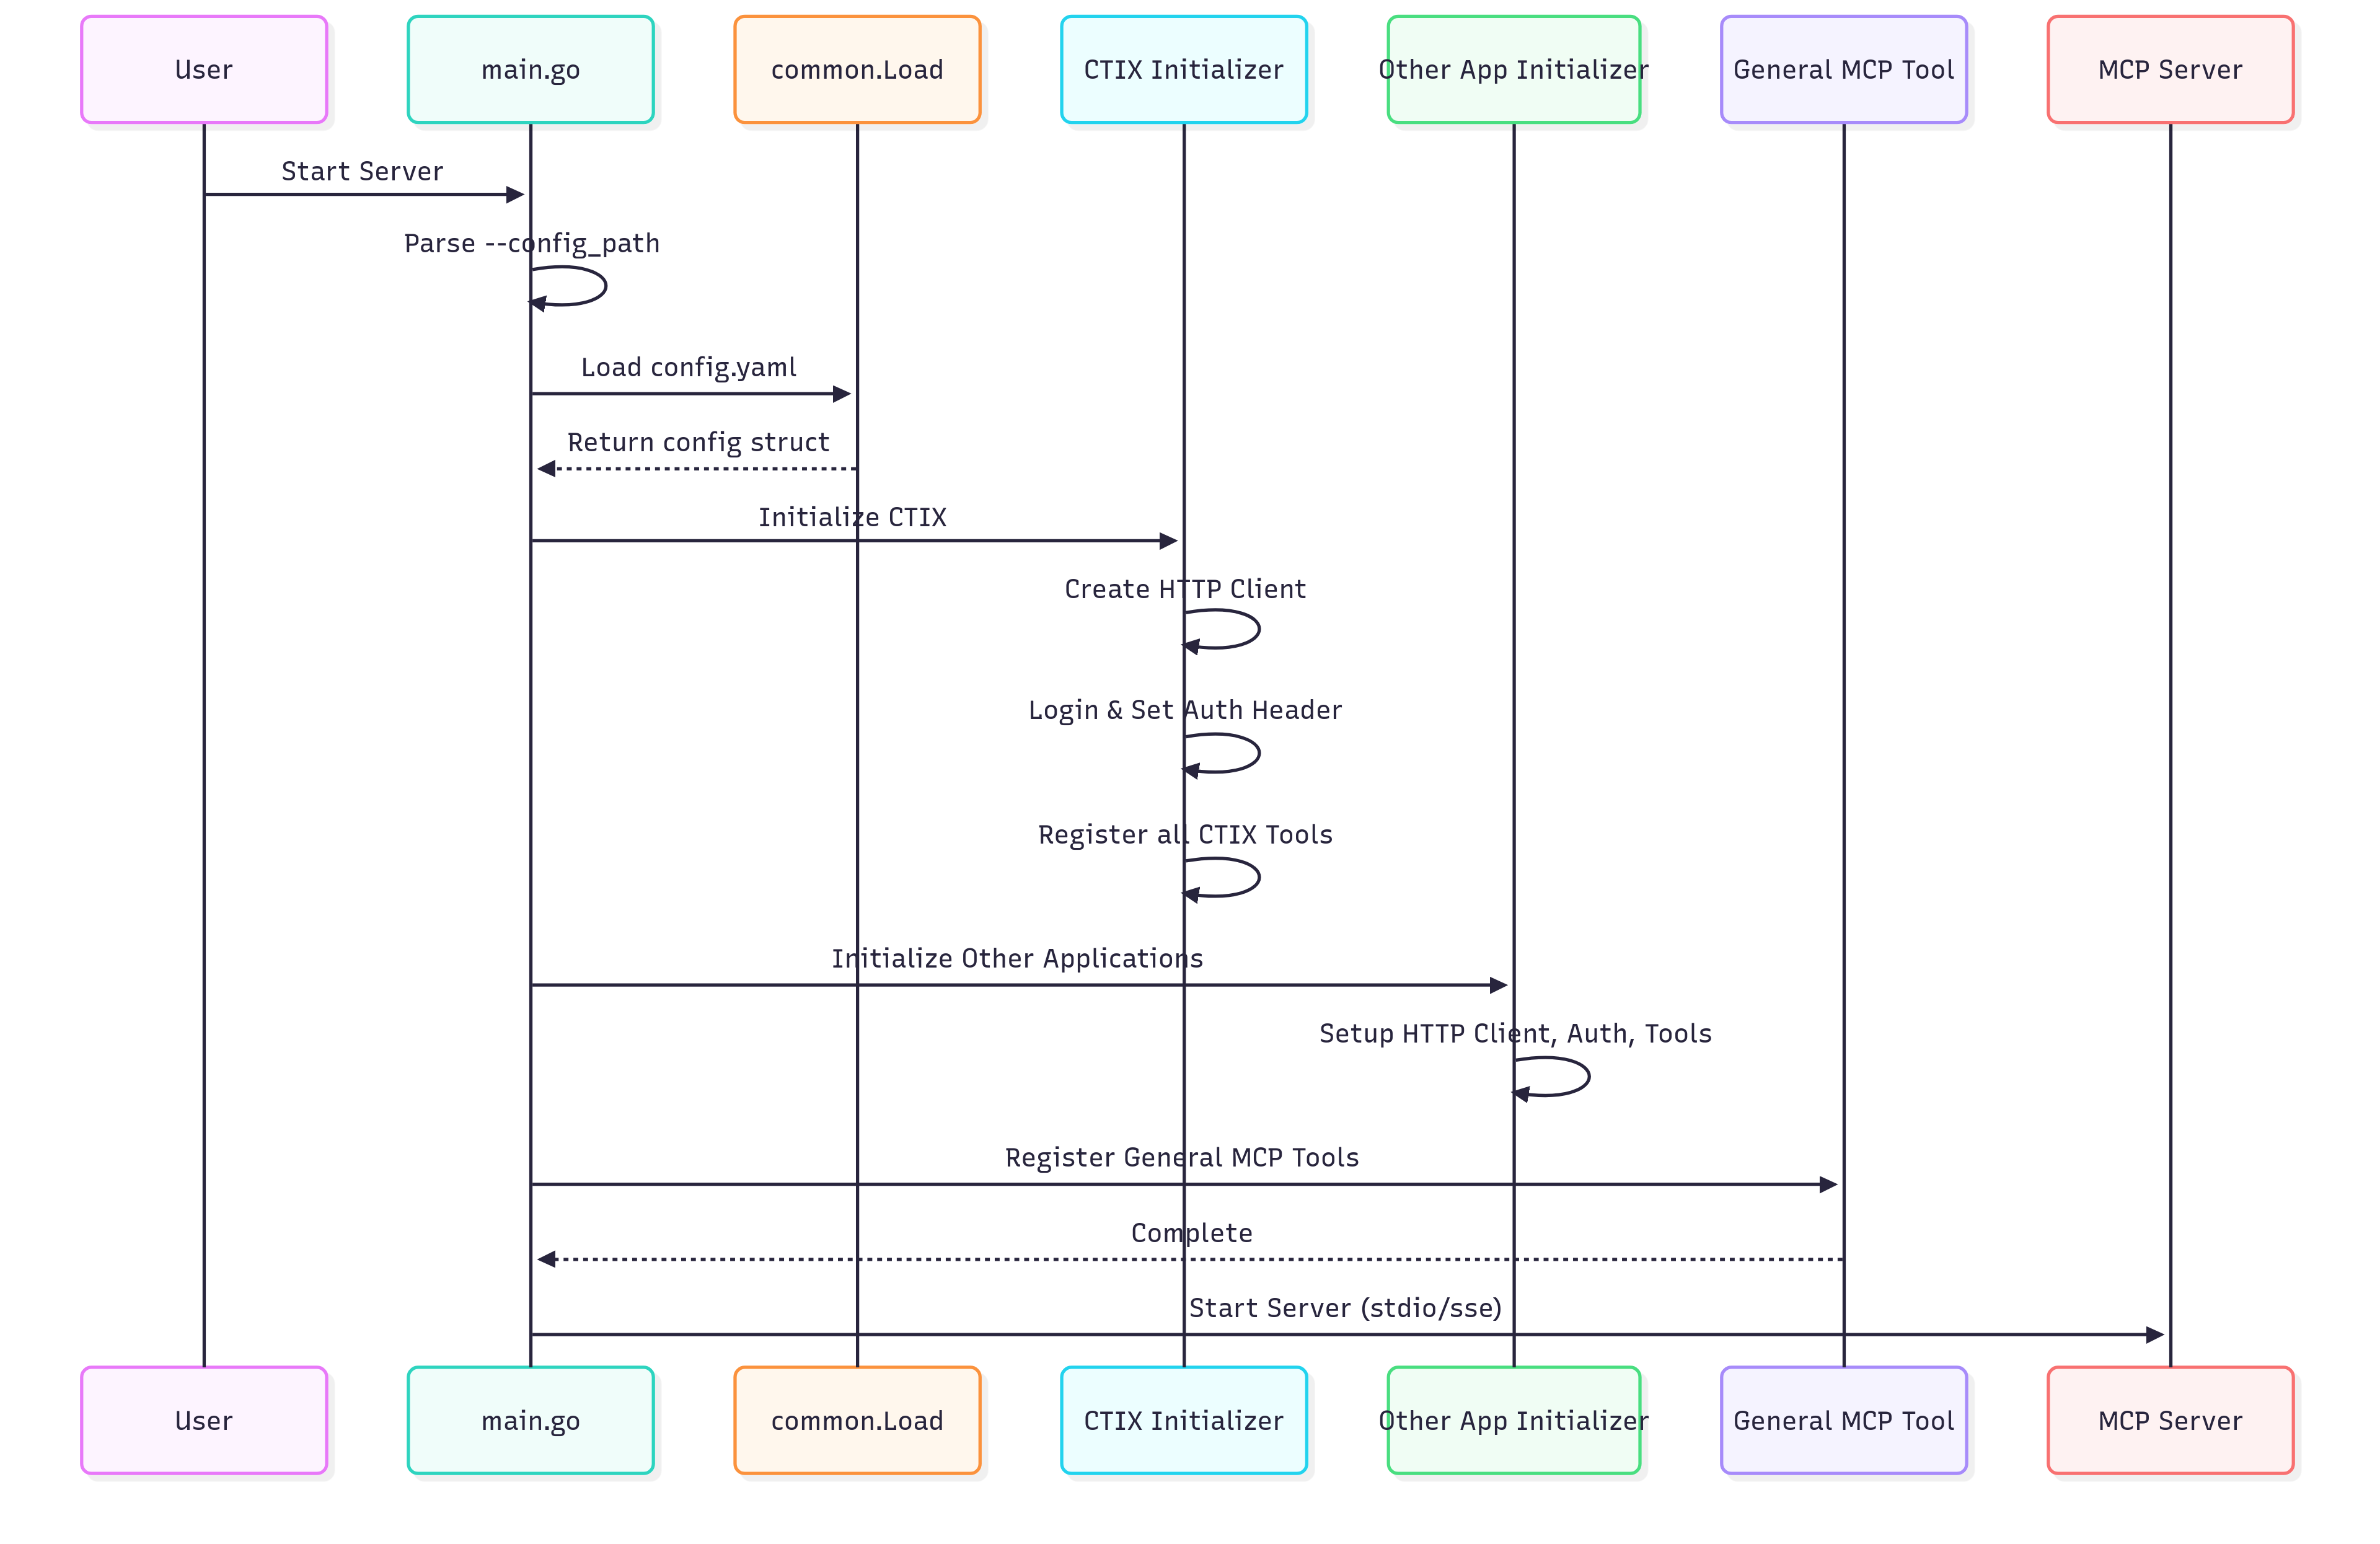 User
main.go
common.Load
CTIX Initializer
Other App Initializer
General MCP Tool
MCP Server
Start Server
Parse --config_path
Load config.yaml
Return config struct
Initialize CTIX
Create HTTP Client
Login & Set Auth Header
Register all CTIX Tools
Initialize Other Applications
Setup HTTP Client, Auth, Tools
Register General MCP Tools
Complete
Start Server (stdio/sse)
User
main.go
common.Load
CTIX Initializer
Other App Initializer
General MCP Tool
MCP Server